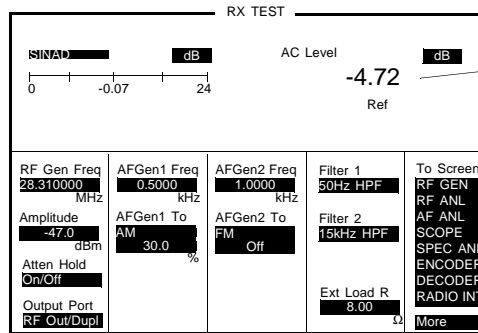 RX TEST
SINAD dB
AC Level dB
0 -0.07 24
-4.72
Ref
RF Gen Freq
28.310000
MHz
Amplitude
-47.0
dBm
Atten Hold
On/Off
Output Port
RF Out/Dupl
AFGen1 Freq
0.5000
kHz
AFGen1 To
AM
30.0
%
AFGen2 Freq
1.0000
kHz
AFGen2 To
FM
Off
Filter 1
50Hz HPF
Filter 2
15kHz HPF
Ext Load R
8.00
Ω
To Screen
RF GEN
RF ANL
AF ANL
SCOPE
SPEC ANL
ENCODER
DECODER
RADIO INT
More